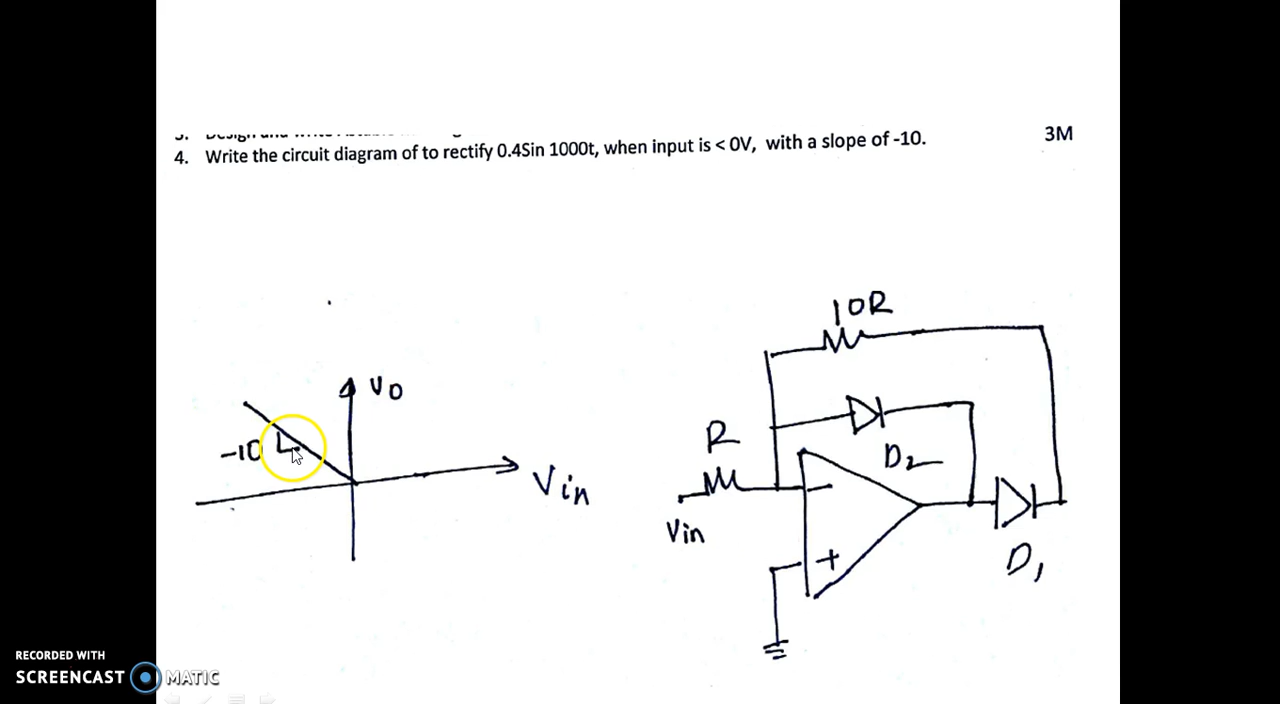 4. Write the circuit diagram of to rectify 0.4Sin 1000t, when input is < 0V, with a slope of -10. 3M
10R
Vo
R
-10
D2
Vin
Vin
D1
RECORDED WITH
SCREENCAST MATIC